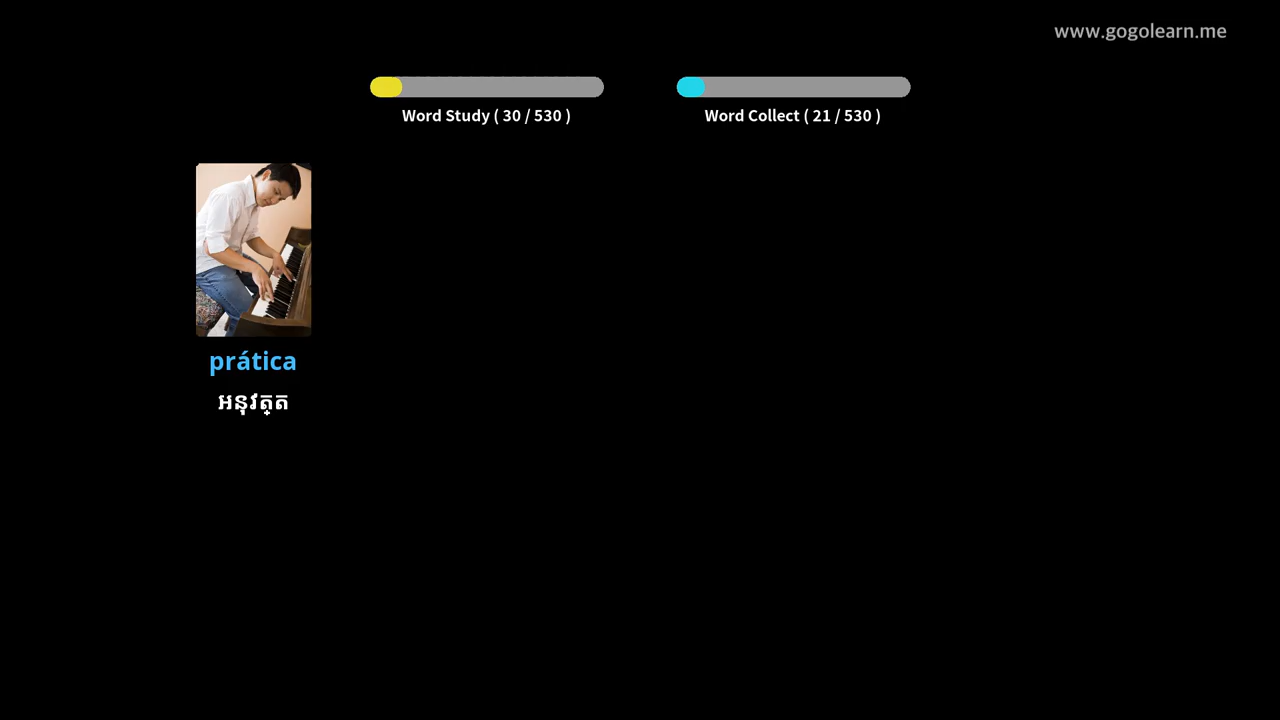 www.gogolearn.me
Word Study ( 30 / 530 )
Word Collect ( 21 / 530 )
prática
អនុវត្ត